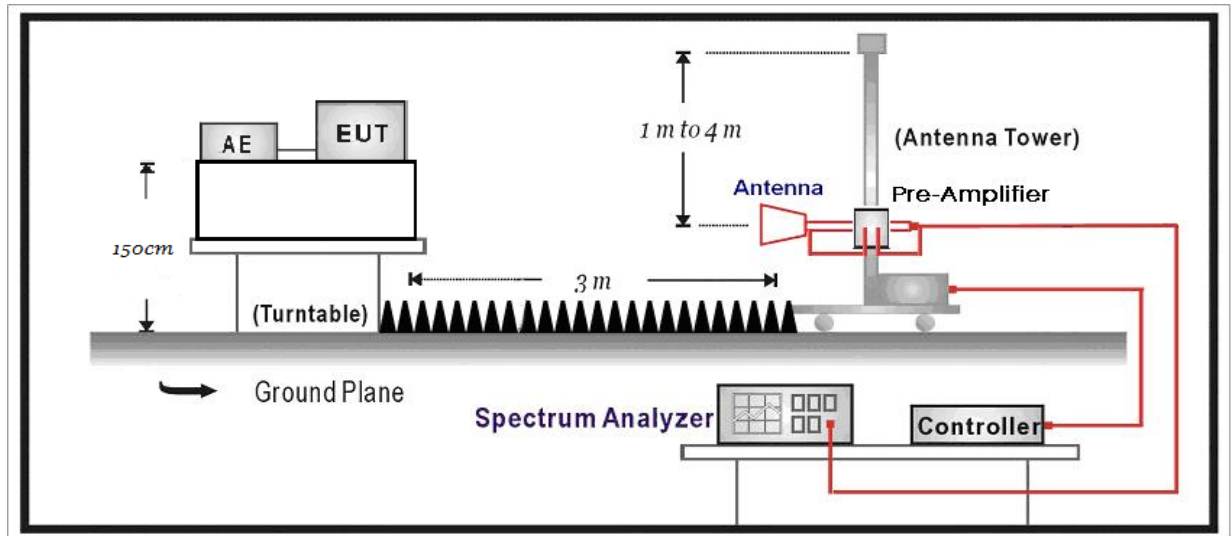 1 m to 4 m
(Antenna Tower)
AE
EUT
Antenna
Pre-Amplifier
150cm
3 m
(Turntable)
Ground Plane
Spectrum Analyzer
Controller